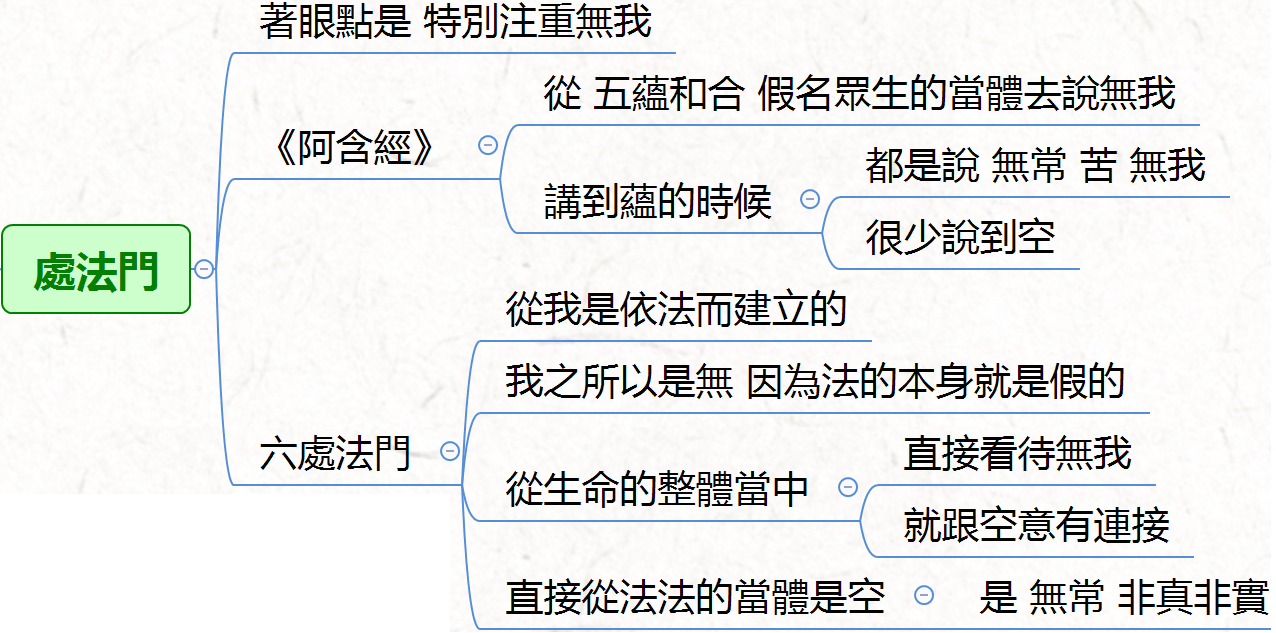 著眼點是 特別注重無我
從 五蘊和合 假名眾生的當體去說無我
《阿含經》
都是說 無常 苦 無我
講到蘊的時候
很少說到空
處法門
從我是依法而建立的
我之所以是無 因為法的本身就是假的
六處法門
直接看待無我
從生命的整體當中
就跟空意有連接
直接從法法的當體是空
是 無常 非真非實